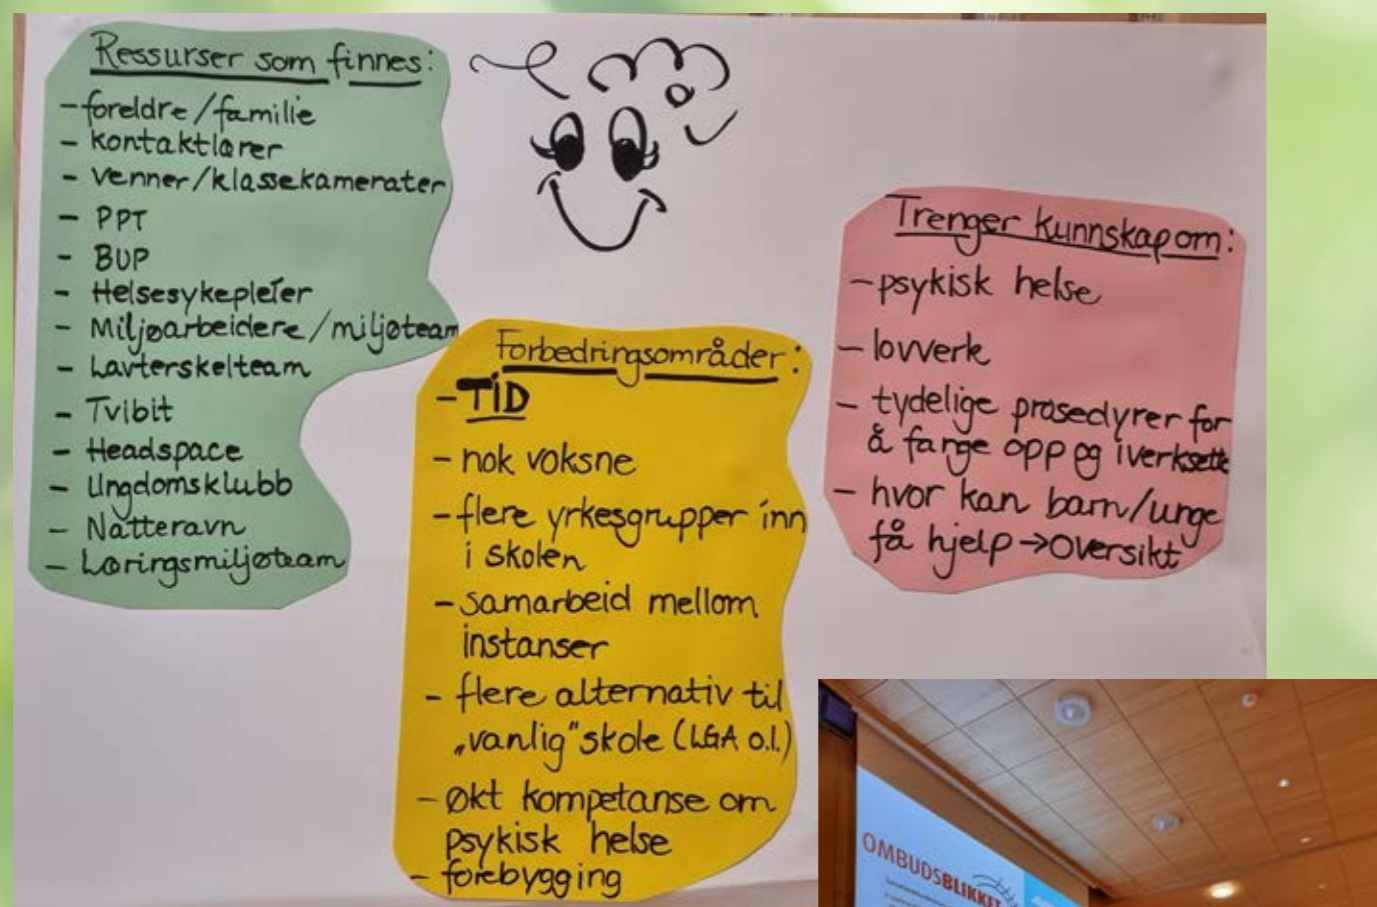 Ressurser som finnes:
- foreldre/familie
- kontaktlærer
- venner/klassekamerater
- PPT
- BUP
- Helsesykepleier
- Miljøarbeidere/miljøteam
- Lavterskelteam
- Tvibit
- Headspace
- Ungdomsklubb
- Natteravn
- Læringsmiljøteam
Forbedringsområder:
- TID
- nok voksne
- flere yrkesgrupper inn
i skolen
- samarbeid mellom
instanser
- flere alternativ til
„vanlig" skole (LGA o.l.)
- økt kompetanse om
psykisk helse
- forebygging
Trenger kunnskap om:
- psykisk helse
- lovverk
- tydelige prosedyrer for
å fange opp og iverksette
- hvor kan barn/unge
få hjelp → oversikt
OMBUDSBLIKKET